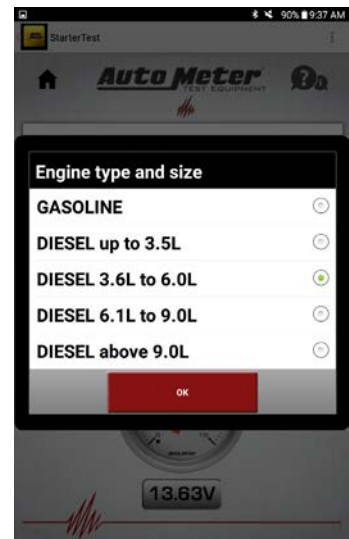 90% 9:37 AM
StarterTest
Auto Meter
TEST EQUIPMENT
Engine type and size
GASOLINE
DIESEL up to 3.5L
DIESEL 3.6L to 6.0L
DIESEL 6.1L to 9.0L
DIESEL above 9.0L
OK
13.63V